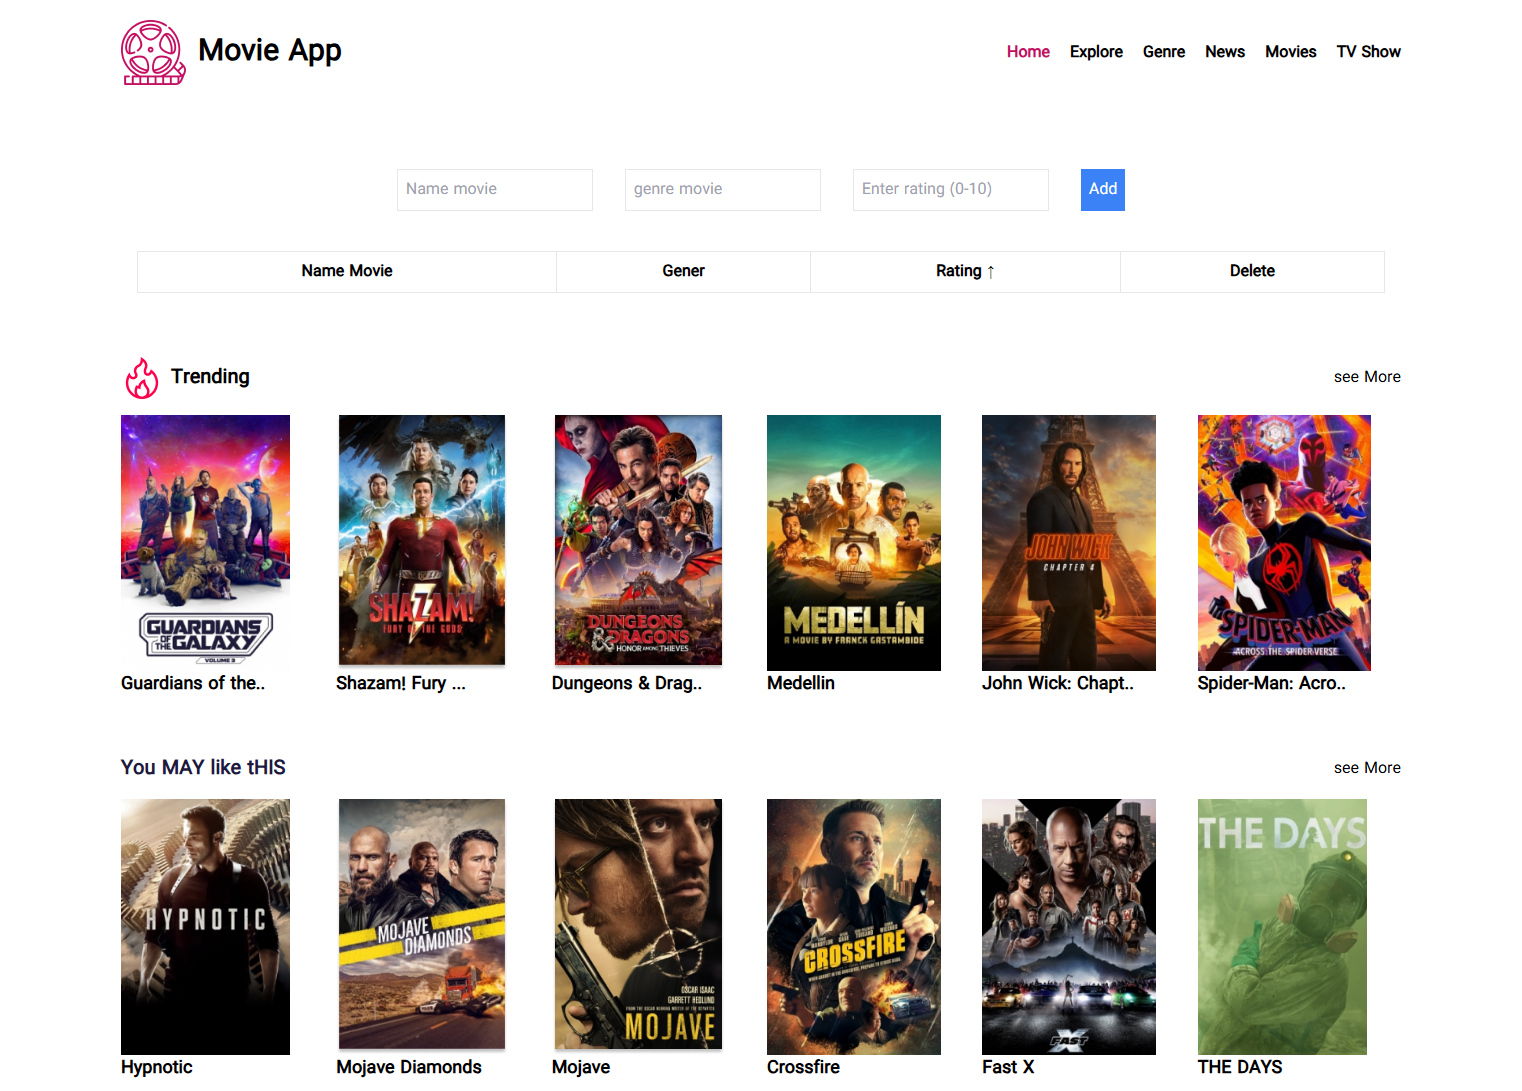 Movie App
Home Explore Genre News Movies TV Show
Name movie genre movie Enter rating (0-10) Add
Name Movie Gener Rating ↑ Delete
Trending see More
GUARDIANS
OF THE GALAXY
VOLUME 3
SHAZAM!
FURY OF THE GODS
DUNGEONS
& DRAGONS
HONOR AMONG THIEVES
MEDELLÍN
A MOVIE BY FRANCK GASTAMBIDE
JOHN WICK
CHAPTER 4
SPIDER-MAN
ACROSS THE SPIDER-VERSE
Guardians of the.. Shazam! Fury ... Dungeons & Drag.. Medellin John Wick: Chapt.. Spider-Man: Acro..
You MAY like tHIS see More
HYPNOTIC
MOJAVE
DIAMONDS
OSCAR ISAAC
GARRETT HEDLUND
MOJAVE
CROSSFIRE
FAST X
THE DAYS
Hypnotic Mojave Diamonds Mojave Crossfire Fast X THE DAYS